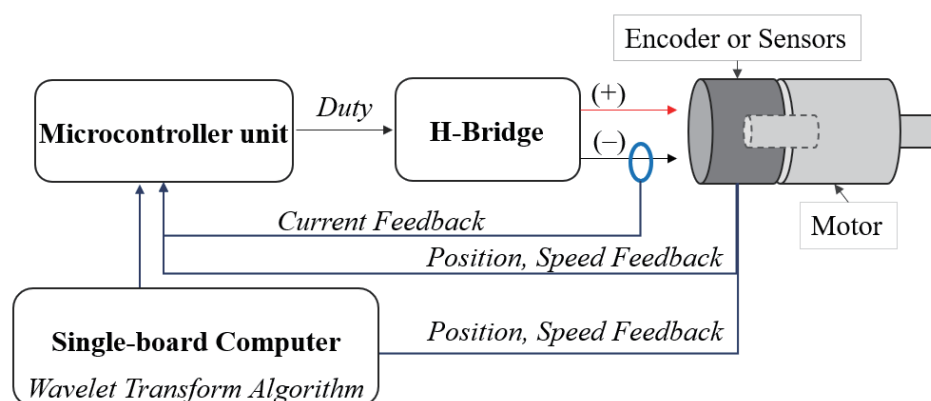 Encoder or Sensors
Microcontroller unit
Duty
H-Bridge
(+)
(–)
Motor
Current Feedback
Position, Speed Feedback
Single-board Computer
Wavelet Transform Algorithm
Position, Speed Feedback